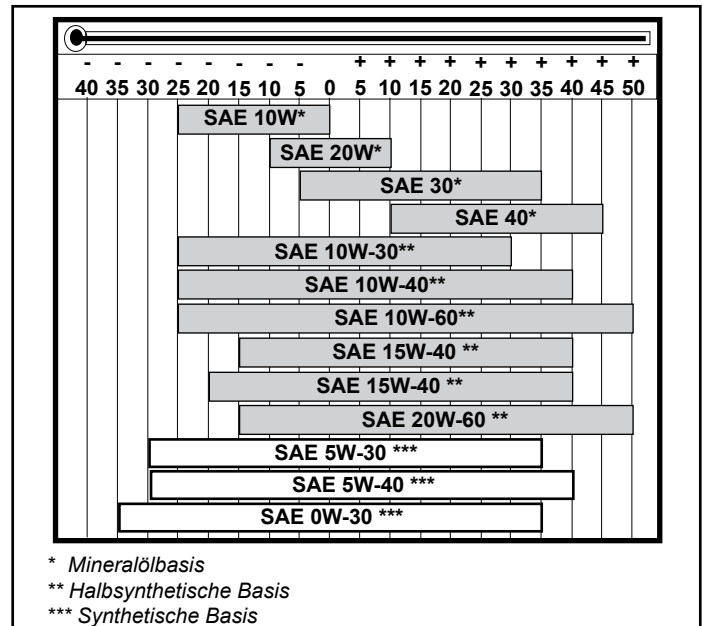 - - - - - - - - + + + + + + + + + +
40 35 30 25 20 15 10 5 0 5 10 15 20 25 30 35 40 45 50
SAE 10W*
SAE 20W*
SAE 30*
SAE 40*
SAE 10W-30**
SAE 10W-40**
SAE 10W-60**
SAE 15W-40 **
SAE 15W-40 **
SAE 20W-60 **
SAE 5W-30 ***
SAE 5W-40 ***
SAE 0W-30 ***
* Mineralölbasis
** Halbsynthetische Basis
*** Synthetische Basis